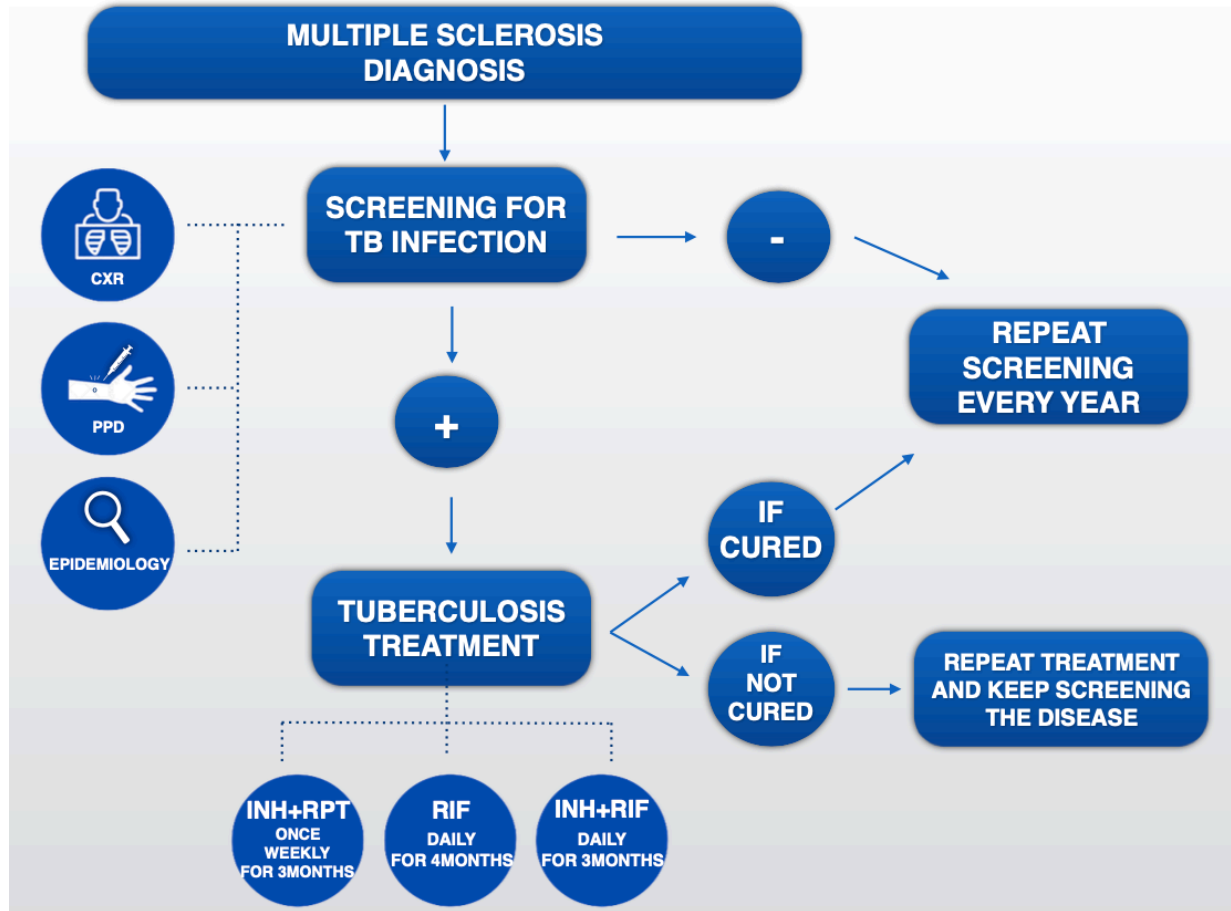 MULTIPLE SCLEROSIS
DIAGNOSIS
SCREENING FOR
TB INFECTION
-
CXR
REPEAT
SCREENING
EVERY YEAR
PPD
+
IF
CURED
EPIDEMIOLOGY
TUBERCULOSIS
TREATMENT
IF
NOT
CURED
REPEAT TREATMENT
AND KEEP SCREENING
THE DISEASE
INH+RPT
ONCE
WEEKLY
FOR 3MONTHS
RIF
DAILY
FOR 4MONTHS
INH+RIF
DAILY
FOR 3MONTHS